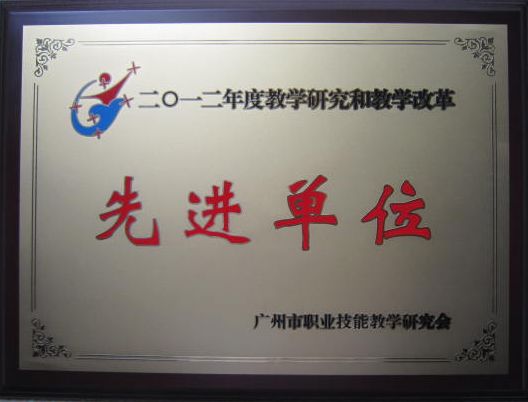 二〇一二年度教学研究和教学改革
先进单位
广州市职业技能教学研究会